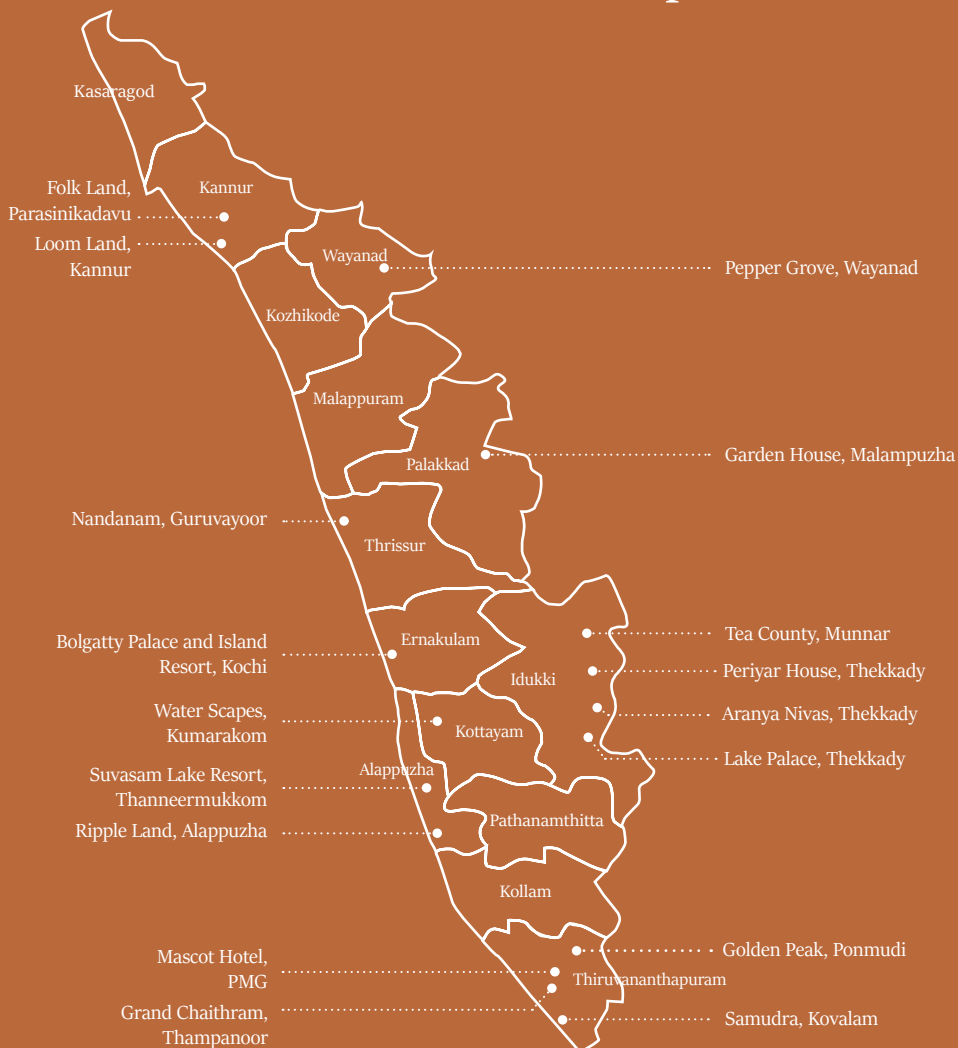 Kasaragod
Folk Land,
Parasinikadavu
Kannur
Loom Land,
Kannur
Wayanad
Pepper Grove, Wayanad
Kozhikode
Malappuram
Palakkad
Garden House, Malampuzha
Nandanam, Guruvayoor
Thrissur
Bolgatty Palace and Island
Resort, Kochi
Ernakulam
Tea County, Munnar
Idukki
Periyar House, Thekkady
Water Scapes,
Kumarakom
Kottayam
Aranya Nivas, Thekkady
Lake Palace, Thekkady
Alappuzha
Suvasam Lake Resort,
Thanneermukkom
Ripple Land, Alappuzha
Pathanamthitta
Kollam
Mascot Hotel,
PMG
Golden Peak, Ponmudi
Thiruvananthapuram
Grand Chaithram,
Thampanoor
Samudra, Kovalam